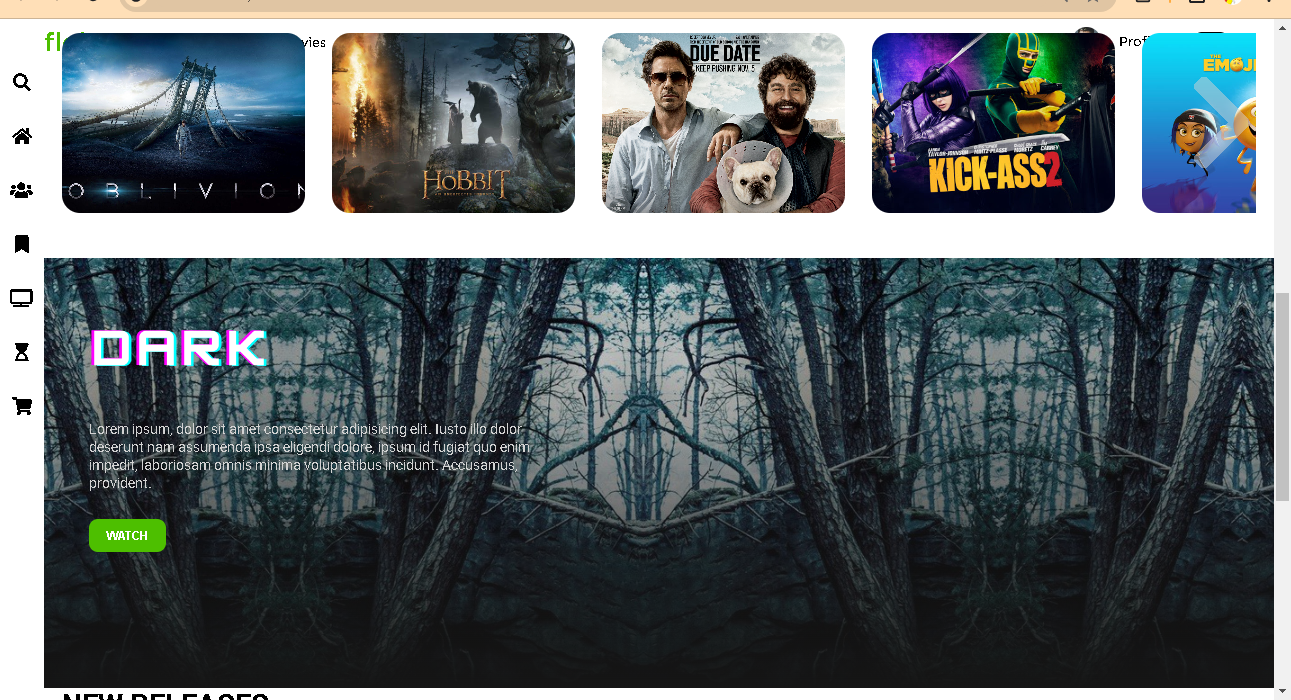 Profi
OBLIVION
THE HOBBIT
DUE DATE
KEEP PUSHING NOV. 5
KICK-ASS2
THE
EMOJI
DARK
Lorem ipsum, dolor sit amet consectetur adipisicing elit. Iusto illo dolor
deserunt nam assumenda ipsa eligendi dolore, ipsum id fugiat quo enim
impedit, laboriosam omnis minima voluptatibus incidunt. Accusamus,
provident.
WATCH
NEW RELEASES